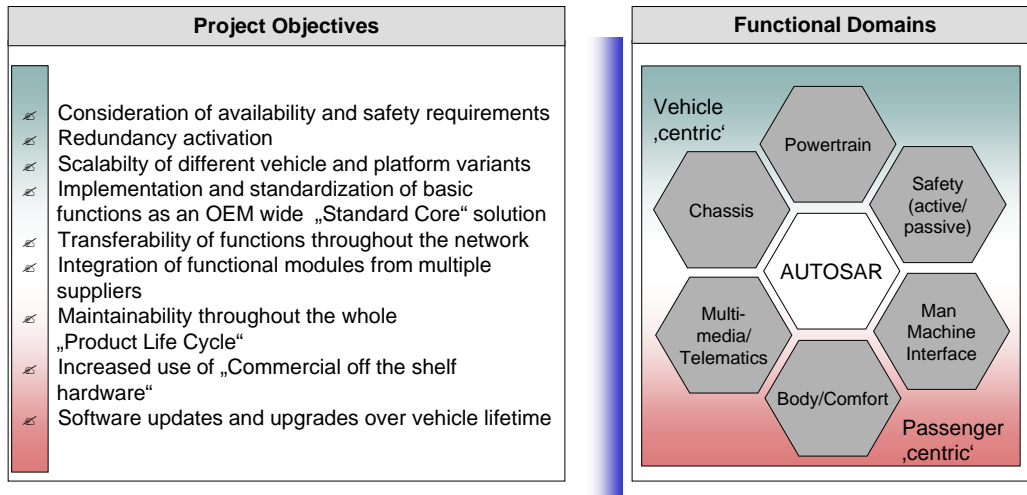 Project Objectives
Consideration of availability and safety requirements
Redundancy activation
Scalabilty of different vehicle and platform variants
Implementation and standardization of basic
functions as an OEM wide „Standard Core“ solution
Transferability of functions throughout the network
Integration of functional modules from multiple
suppliers
Maintainability throughout the whole
„Product Life Cycle“
Increased use of „Commercial off the shelf
hardware“
Software updates and upgrades over vehicle lifetime
Functional Domains
Vehicle
‚centric‘
Powertrain
Chassis
Safety
(active/
passive)
AUTOSAR
Multi-
media/
Telematics
Man
Machine
Interface
Body/Comfort
Passenger
‚centric‘